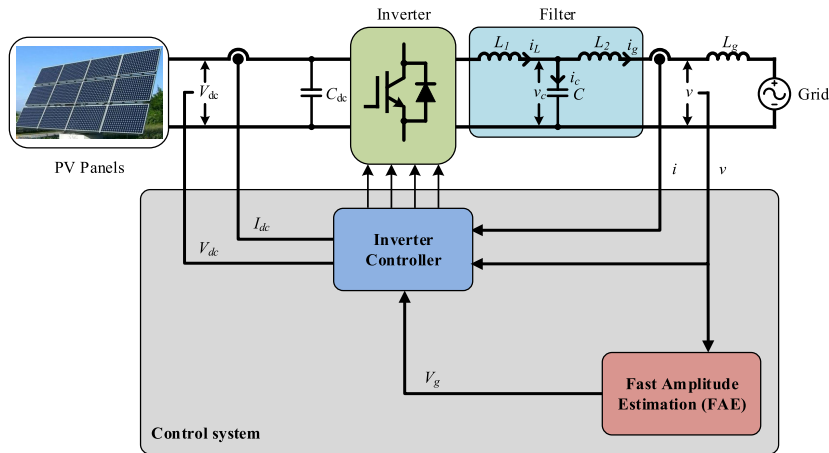 Inverter
Filter
L1
iL
L2
ig
Lg
Vdc
Cdc
vc
ic
C
v
Grid
PV Panels
i
v
Idc
Vdc
Inverter
Controller
Vg
Fast Amplitude
Estimation (FAE)
Control system